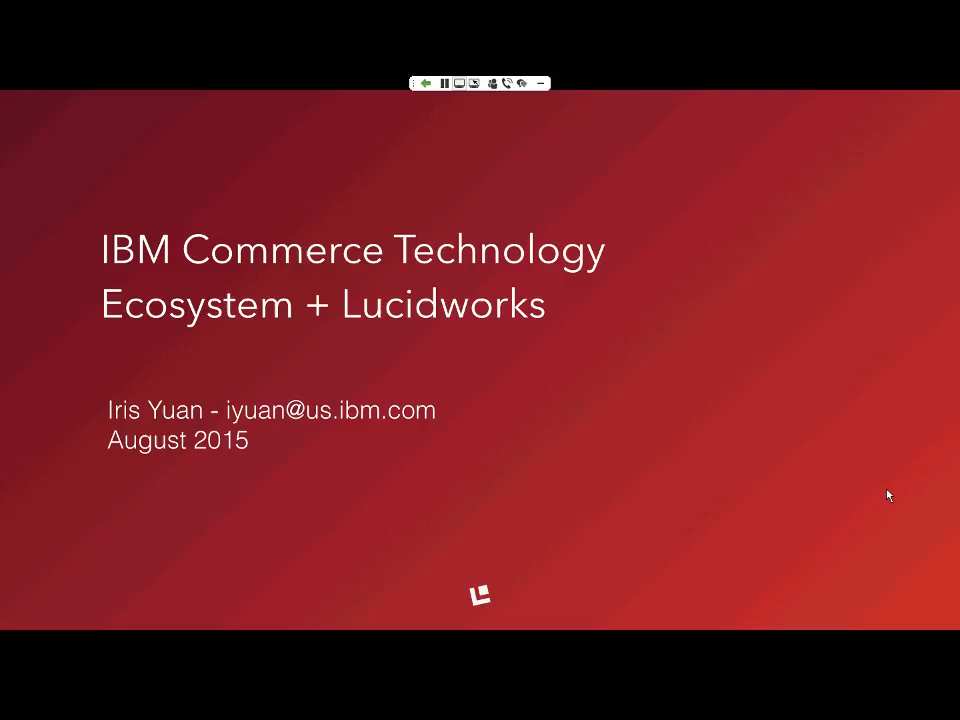 IBM Commerce Technology
Ecosystem + Lucidworks
Iris Yuan - iyuan@us.ibm.com
August 2015